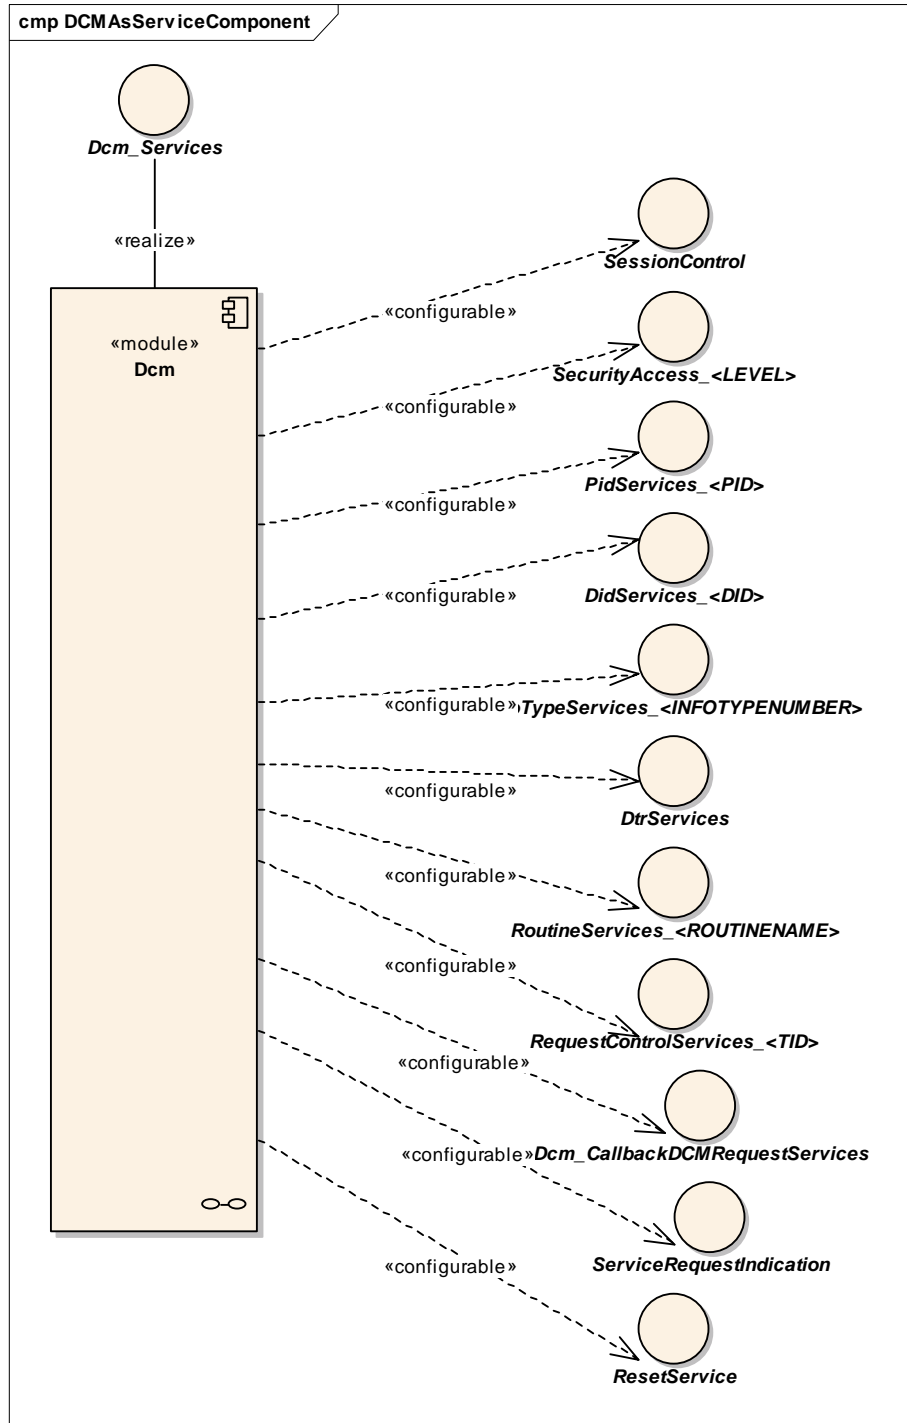 cmp DCMAsServiceComponent
Dcm_Services
«realize»
«module»
Dcm
SessionControl
«configurable»
SecurityAccess_<LEVEL>
«configurable»
PidServices_<PID>
«configurable»
DidServices_<DID>
«configurable»
«configurable»
TypeServices_<INFOTYPENUMBER>
«configurable»
DtrServices
«configurable»
RoutineServices_<ROUTINENAME>
«configurable»
RequestControlServices_<TID>
«configurable»
«configurable»
Dcm_CallbackDCMRequestServices
ServiceRequestIndication
«configurable»
ResetService